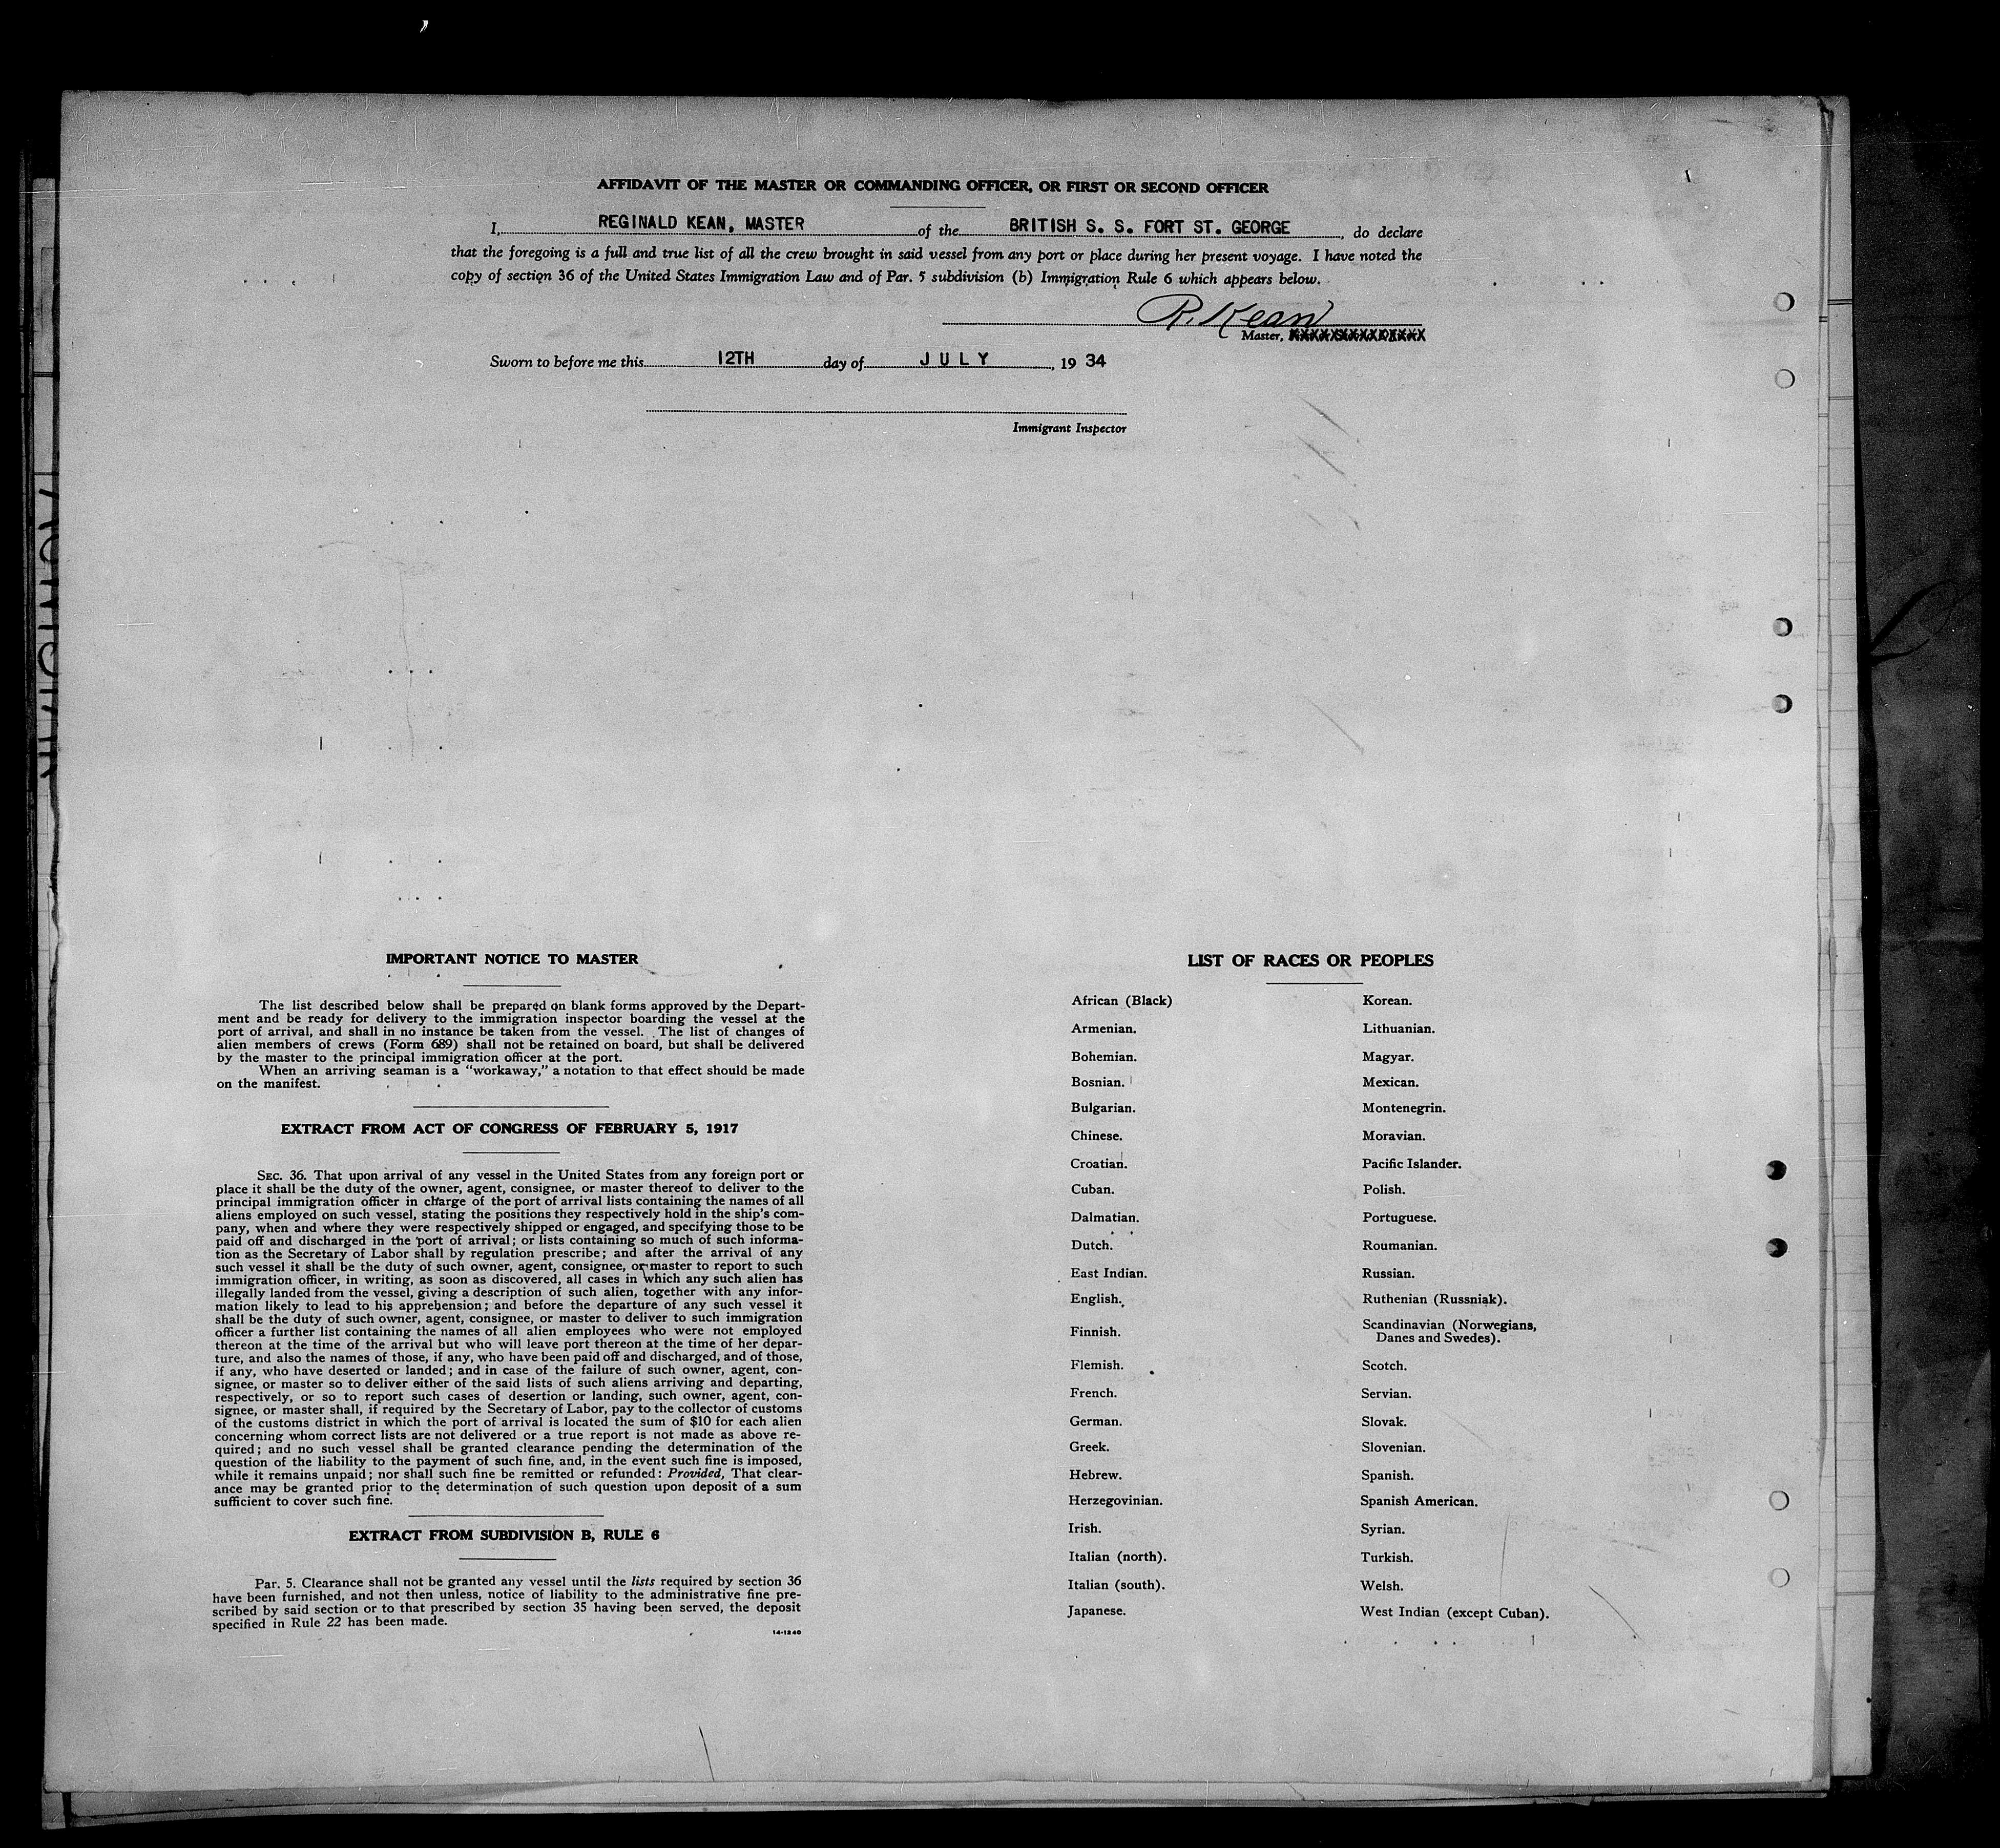 AFFIDAVIT OF THE MASTER OR COMMANDING OFFICER, OR FIRST OR SECOND OFFICER
I, REGINALD KEAN, MASTER of the BRITISH S. S. FORT ST. GEORGE, do declare
that the foregoing is a full and true list of all the crew brought in said vessel from any port or place during her present voyage. I have noted the
copy of section 36 of the United States Immigration Law and of Par. 5 subdivision (b) Immigration Rule 6 which appears below.
R. Kean
Master,
Sworn to before me this 12TH day of JULY, 19 34
Immigrant Inspector
IMPORTANT NOTICE TO MASTER
The list described below shall be prepared on blank forms approved by the Depart-
ment and be ready for delivery to the immigration inspector boarding the vessel at the
port of arrival, and shall in no instance be taken from the vessel. The list of changes of
alien members of crews (Form 689) shall not be retained on board, but shall be delivered
by the master to the principal immigration officer at the port.
When an arriving seaman is a "workaway," a notation to that effect should be made
on the manifest.
EXTRACT FROM ACT OF CONGRESS OF FEBRUARY 5, 1917
SEC. 36. That upon arrival of any vessel in the United States from any foreign port or
place it shall be the duty of the owner, agent, consignee, or master thereof to deliver to the
principal immigration officer in charge of the port of arrival lists containing the names of all
aliens employed on such vessel, stating the positions they respectively hold in the ship's com-
pany, when and where they were respectively shipped or engaged, and specifying those to be
paid off and discharged in the port of arrival; or lists containing so much of such informa-
tion as the Secretary of Labor shall by regulation prescribe; and after the arrival of any
such vessel it shall be the duty of such owner, agent, consignee, or master to report to such
immigration officer, in writing, as soon as discovered, all cases in which any such alien has
illegally landed from the vessel, giving a description of such alien, together with any infor-
mation likely to lead to his apprehension; and before the departure of any such vessel it
shall be the duty of such owner, agent, consignee, or master to deliver to such immigration
officer a further list containing the names of all alien employees who were not employed
thereon at the time of the arrival but who will leave port thereon at the time of her depar-
ture, and also the names of those, if any, who have been paid off and discharged, and of those,
if any, who have deserted or landed; and in case of the failure of such owner, agent, con-
signee, or master so to deliver either of the said lists of such aliens arriving and departing,
respectively, or so to report such cases of desertion or landing, such owner, agent, con-
signee, or master shall, if required by the Secretary of Labor, pay to the collector of customs
of the customs district in which the port of arrival is located the sum of $10 for each alien
concerning whom correct lists are not delivered or a true report is not made as above re-
quired; and no such vessel shall be granted clearance pending the determination of the
question of the liability to the payment of such fine, and, in the event such fine is imposed,
while it remains unpaid; nor shall such fine be remitted or refunded: Provided, That clear-
ance may be granted prior to the determination of such question upon deposit of a sum
sufficient to cover such fine.
EXTRACT FROM SUBDIVISION B, RULE 6
Par. 5. Clearance shall not be granted any vessel until the lists required by section 36
have been furnished, and not then unless, notice of liability to the administrative fine pre-
scribed by said section or to that prescribed by section 35 having been served, the deposit
specified in Rule 22 has been made.
14-1240
LIST OF RACES OR PEOPLES
African (Black)
Armenian.
Bohemian.
Bosnian.
Bulgarian.
Chinese.
Croatian.
Cuban.
Dalmatian.
Dutch.
East Indian.
English.
Finnish.
Flemish.
French.
German.
Greek.
Hebrew.
Herzegovinian.
Irish.
Italian (north).
Italian (south).
Japanese.
Korean.
Lithuanian.
Magyar.
Mexican.
Montenegrin.
Moravian.
Pacific Islander.
Polish.
Portuguese.
Roumanian.
Russian.
Ruthenian (Russniak).
Scandinavian (Norwegians,
Danes and Swedes).
Scotch.
Servian.
Slovak.
Slovenian.
Spanish.
Spanish American.
Syrian.
Turkish.
Welsh.
West Indian (except Cuban).